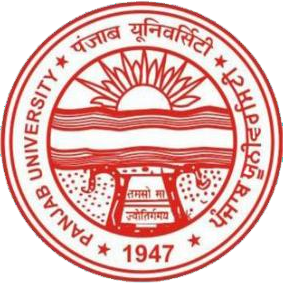 पंजाब यूनिवर्सिटी
PANJAB UNIVERSITY
ਪੰਜਾਬ ਯੂਨੀਵਰਸਿਟੀ
तमसो मा
ज्योतिर्गमय
1947